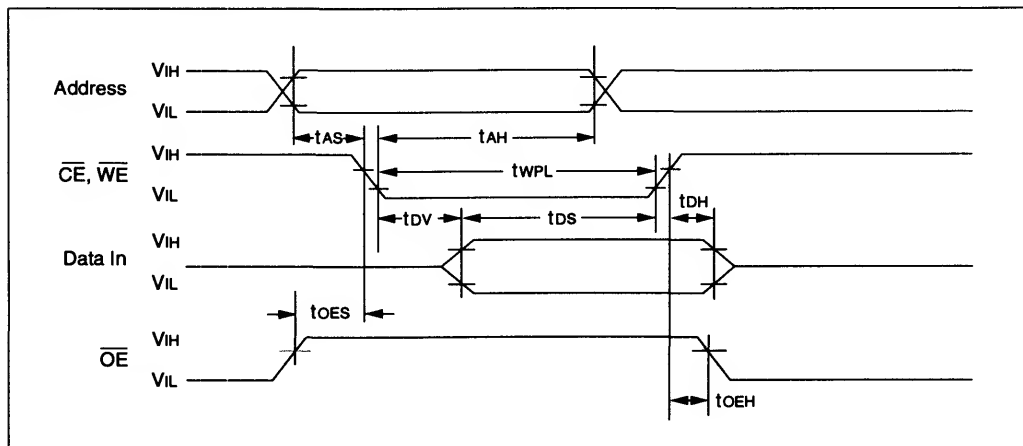 Address VIH
VIL
tAS tAH
CE, WE VIH
VIL
tWPL
tDV tDS tDH
Data In VIH
VIL
tOES
OE VIH
VIL
tOEH